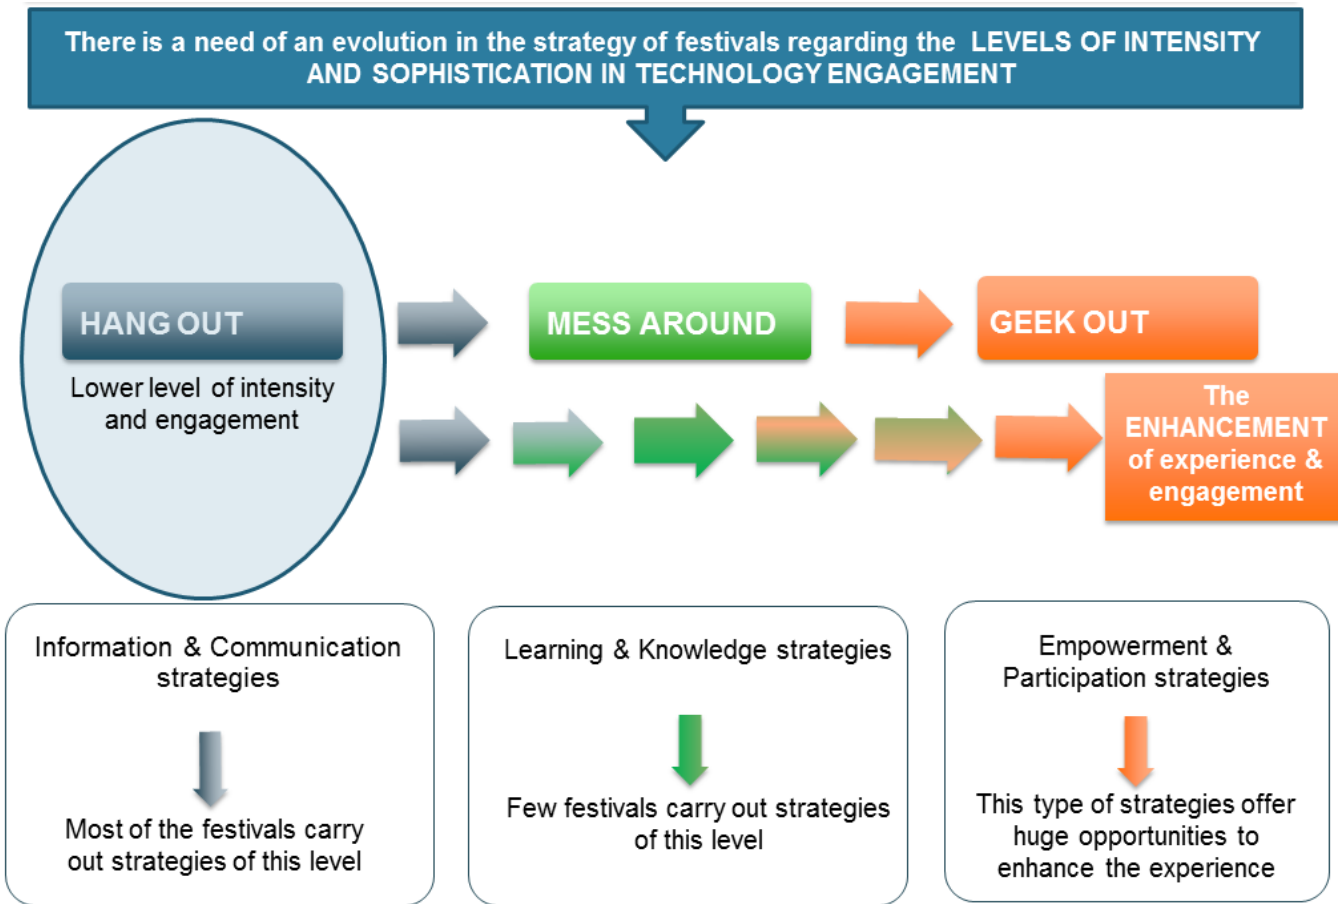 There is a need of an evolution in the strategy of festivals regarding the LEVELS OF INTENSITY
AND SOPHISTICATION IN TECHNOLOGY ENGAGEMENT
HANG OUT
MESS AROUND
GEEK OUT
Lower level of intensity
and engagement
The
ENHANCEMENT
of experience &
engagement
Information & Communication
strategies
Most of the festivals carry
out strategies of this level
Learning & Knowledge strategies
Few festivals carry out strategies
of this level
Empowerment &
Participation strategies
This type of strategies offer
huge opportunities to
enhance the experience